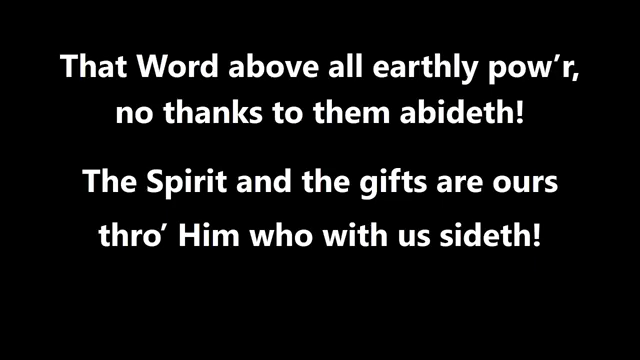 That Word above all earthly pow’r,
no thanks to them abideth!
The Spirit and the gifts are ours
thro’ Him who with us sideth!